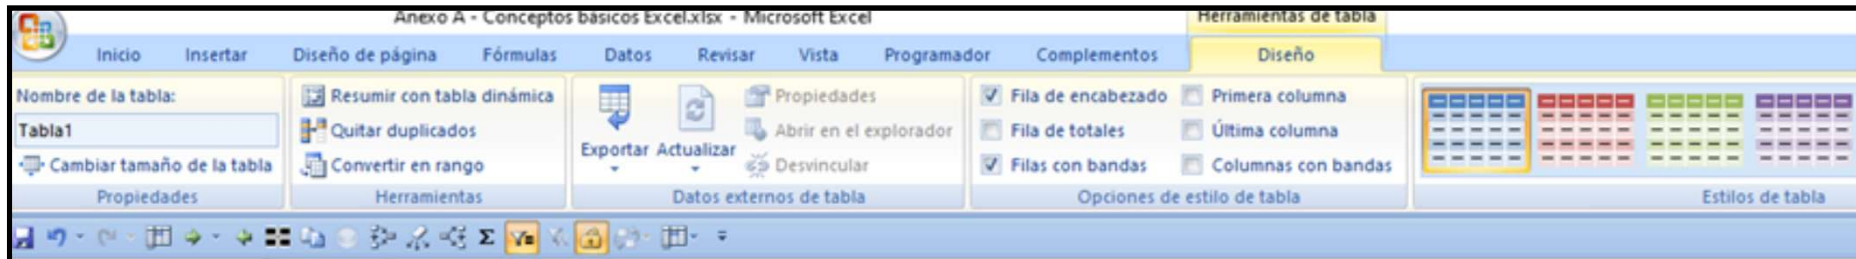 Anexo A - Conceptos básicos Excel.xlsx - Microsoft Excel
Herramientas de tabla
Inicio Insertar Diseño de página Fórmulas Datos Revisar Vista Programador Complementos Diseño
Nombre de la tabla:
Tabla1
Cambiar tamaño de la tabla
Propiedades
Resumir con tabla dinámica
Quitar duplicados
Convertir en rango
Herramientas
Exportar Actualizar
Propiedades
Abrir en el explorador
Desvincular
Datos externos de tabla
Fila de encabezado
Fila de totales
Filas con bandas
Primera columna
Última columna
Columnas con bandas
Opciones de estilo de tabla
Estilos de tabla